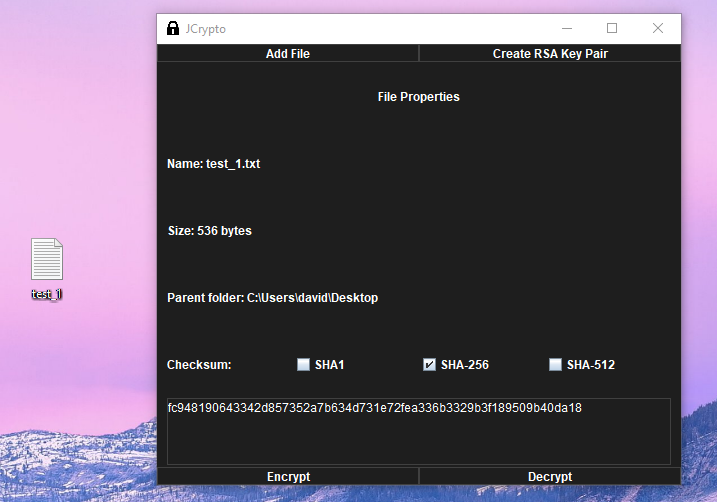 JCrypto
Add File Create RSA Key Pair
File Properties
Name: test_1.txt
Size: 536 bytes
Parent folder: C:\Users\david\Desktop
Checksum: SHA1 SHA-256 SHA-512
fc948190643342d857352a7b634d731e72fea336b3329b3f189509b40da18
Encrypt Decrypt
test_1